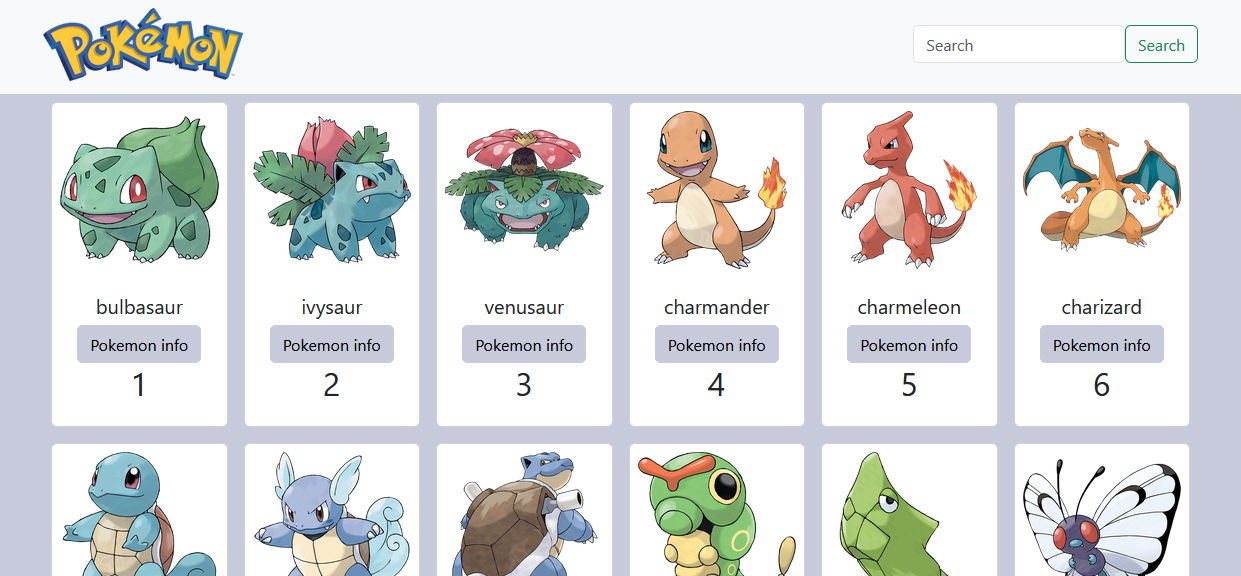 Pokémon
Search Search
bulbasaur ivysaur venusaur charmander charmeleon charizard
Pokemon info Pokemon info Pokemon info Pokemon info Pokemon info Pokemon info
1 2 3 4 5 6